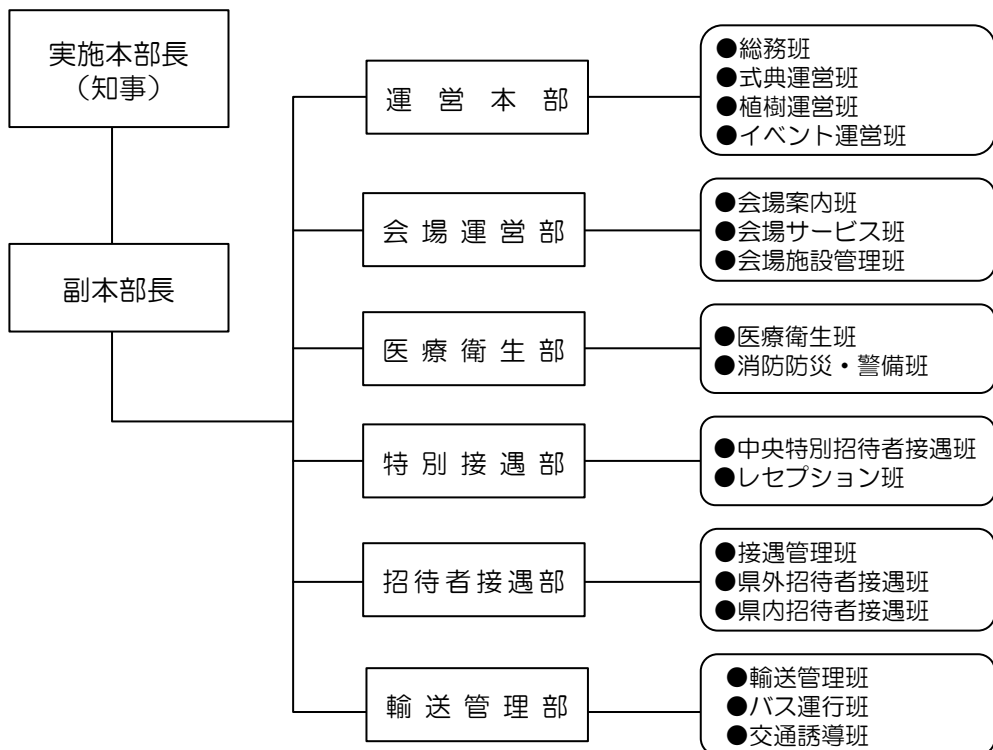 実施本部長
（知事）
副本部長
運営本部
●総務班
●式典運営班
●植樹運営班
●イベント運営班
会場運営部
●会場案内班
●会場サービス班
●会場施設管理班
医療衛生部
●医療衛生班
●消防防災・警備班
特別接遇部
●中央特別招待者接遇班
●レセプション班
招待者接遇部
●接遇管理班
●県外招待者接遇班
●県内招待者接遇班
輸送管理部
●輸送管理班
●バス運行班
●交通誘導班